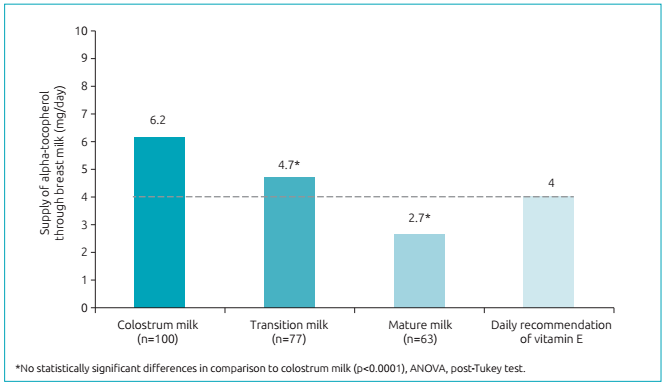 Supply of alpha-tocopherol
through breast milk (mg/day)
10
9
8
7
6
5
4
3
2
1
0
6.2
4.7*
2.7*
4
Colostrum milk
(n=100)
Transition milk
(n=77)
Mature milk
(n=63)
Daily recommendation
of vitamin E
*No statistically significant differences in comparison to colostrum milk (p<0.0001), ANOVA, post-Tukey test.